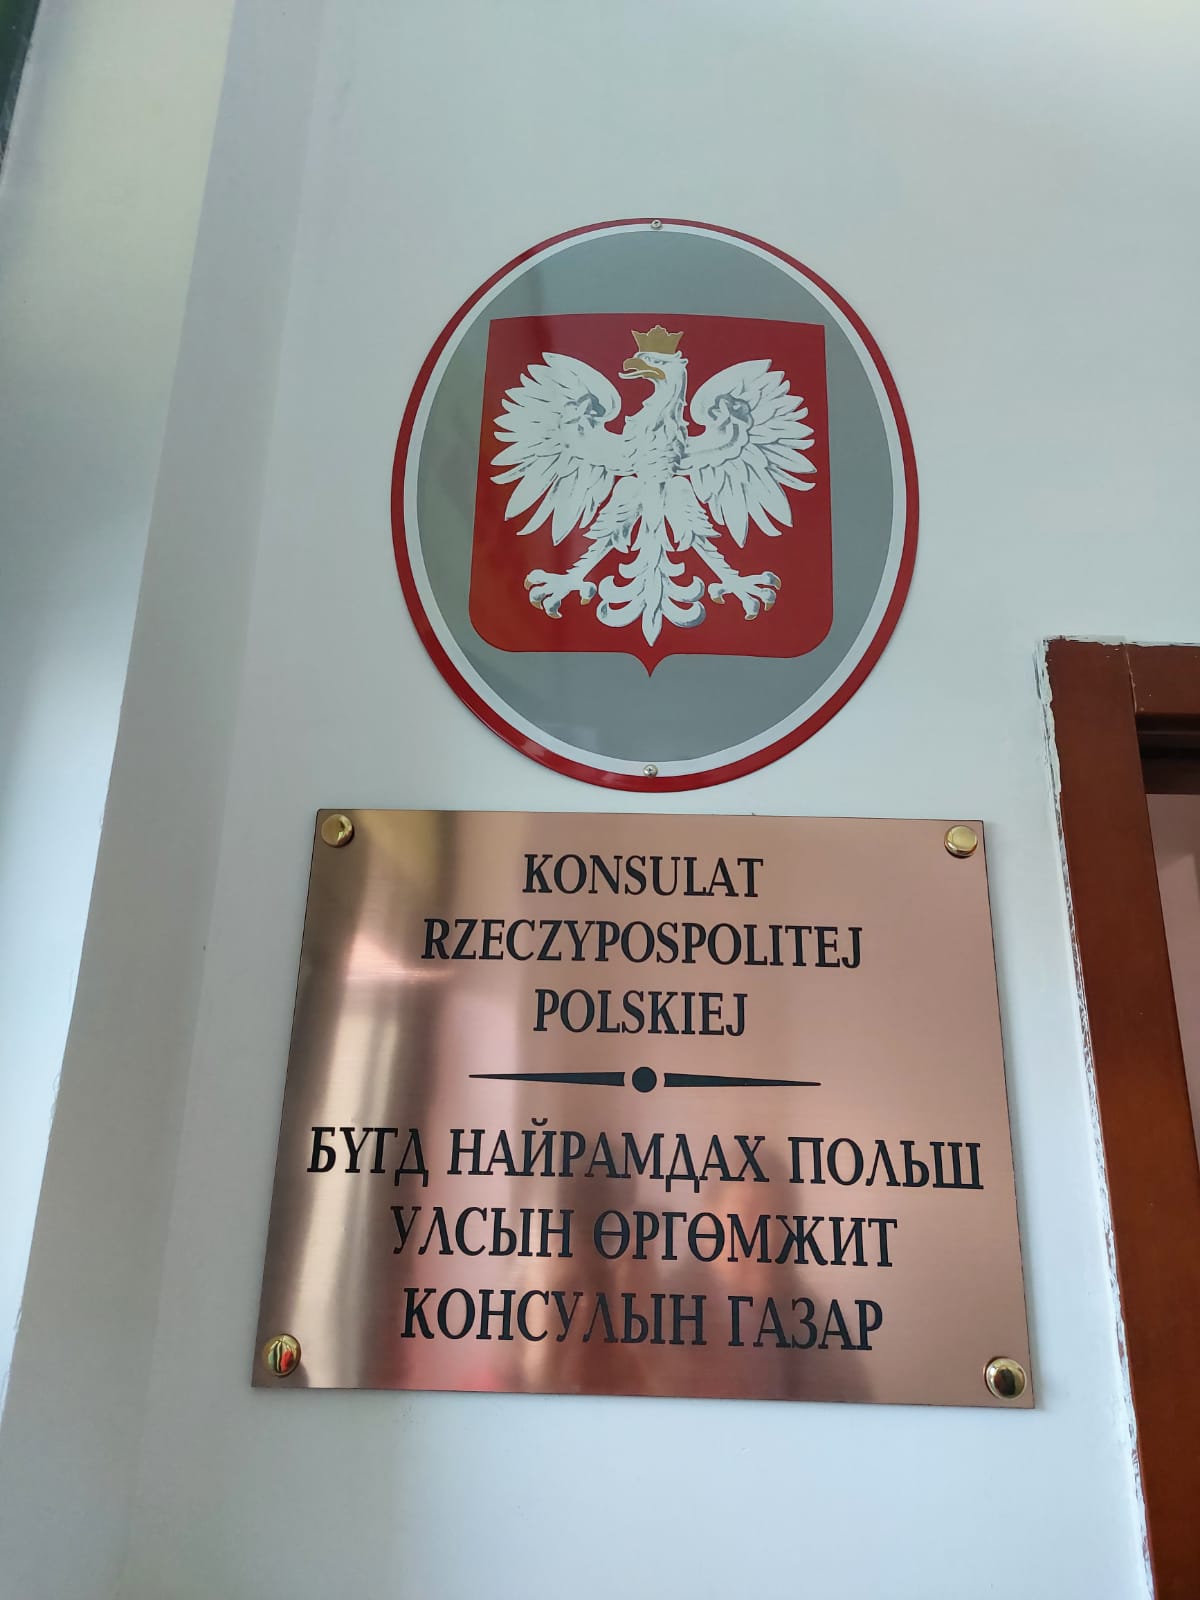 KONSULAT
RZECZYPOSPOLITEJ
POLSKIEJ
БҮГД НАЙРАМДАХ ПОЛЬШ
УЛСЫН ӨРГӨМЖИТ
КОНСУЛЫН ГАЗАР